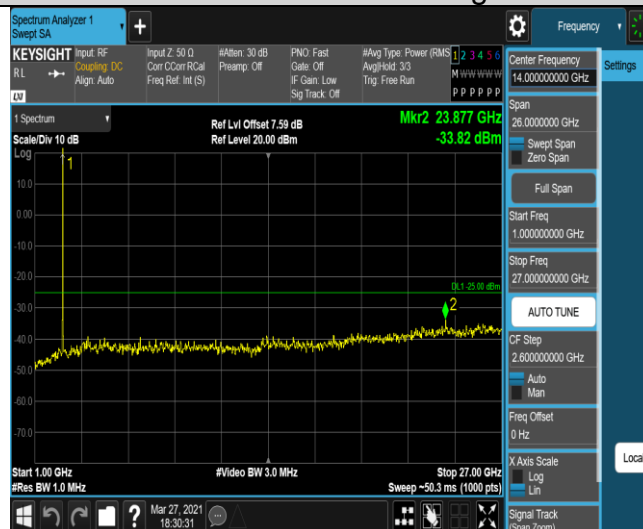 Spectrum Analyzer 1
Swept SA
+
Frequency
KEYSIGHT
RL
LXI
Input: RF
Coupling: DC
Align: Auto
Input Z: 50 Ω
Corr CCorr RCal
Freq Ref: Int (S)
#Atten: 30 dB
Preamp: Off
PNO: Fast
Gate: Off
IF Gain: Low
Sig Track: Off
#Avg Type: Power (RMS
Avg|Hold: 3/3
Trig: Free Run
1 2 3 4 5 6
M W W W W W
P P P P P P
1 Spectrum
Scale/Div 10 dB
Log
Ref Lvl Offset 7.59 dB
Ref Level 20.00 dBm
Mkr2 23.877 GHz
-33.82 dBm
1
10.0
0.00
-10.0
-20.0
DL1 -25.00 dBm
2
-30.0
-40.0
-50.0
-60.0
-70.0
Start 1.00 GHz
#Res BW 1.0 MHz
#Video BW 3.0 MHz
Stop 27.00 GHz
Sweep ~50.3 ms (1000 pts)
?
Mar 27, 2021
18:30:31
Center Frequency
14.000000000 GHz
Settings
Span
26.0000000 GHz
Swept Span
Zero Span
Full Span
Start Freq
1.000000000 GHz
Stop Freq
27.000000000 GHz
AUTO TUNE
CF Step
2.600000000 GHz
Auto
Man
Freq Offset
0 Hz
X Axis Scale
Log
Lin
Local
Signal Track
(Span Zoom)